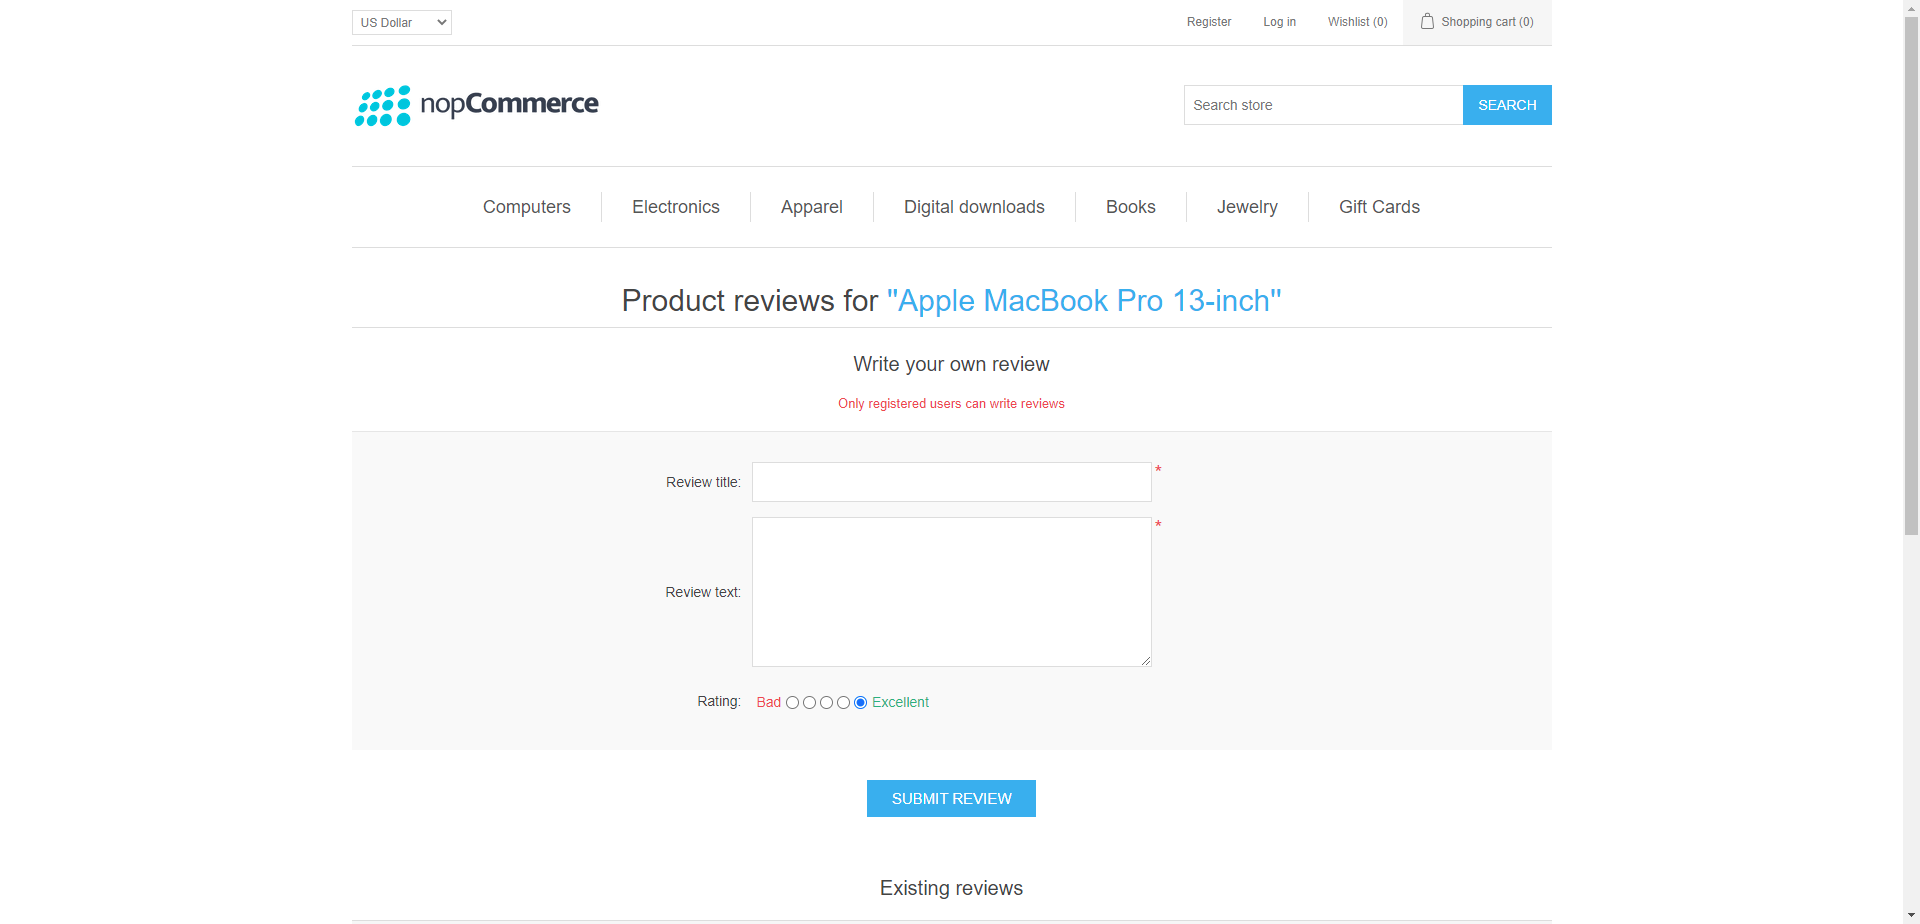 US Dollar
Register
Log in
Wishlist (0)
Shopping cart (0)
nopCommerce
Search store
SEARCH
Computers
Electronics
Apparel
Digital downloads
Books
Jewelry
Gift Cards
Product reviews for "Apple MacBook Pro 13-inch"
Write your own review
Only registered users can write reviews
Review title:
*
*
Review text:
Rating:
Bad
Excellent
SUBMIT REVIEW
Existing reviews